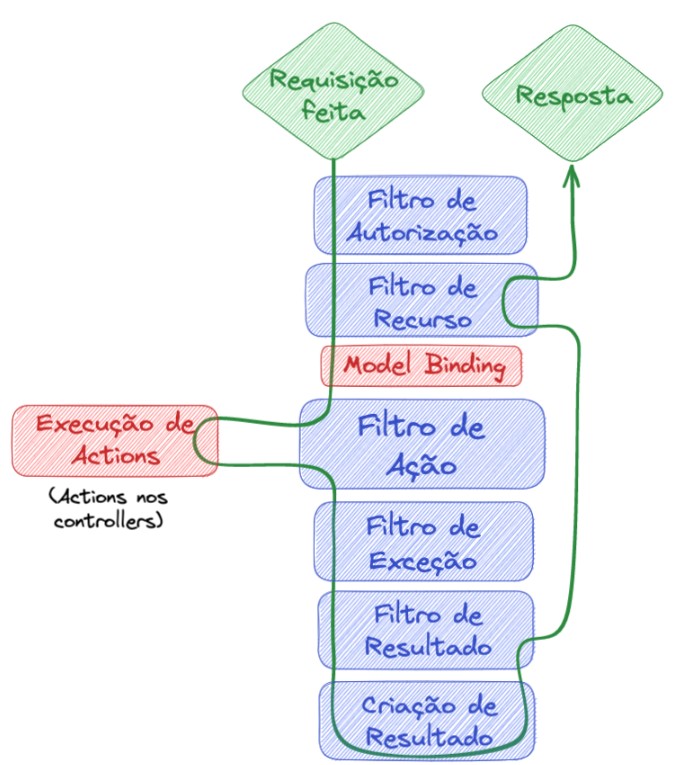 Requisição
feita
Resposta
Filtro de
Autorização
Filtro de
Recurso
Model Binding
Execução de
Actions
(Actions nos
controllers)
Filtro de
Ação
Filtro de
Exceção
Filtro de
Resultado
Criação de
Resultado